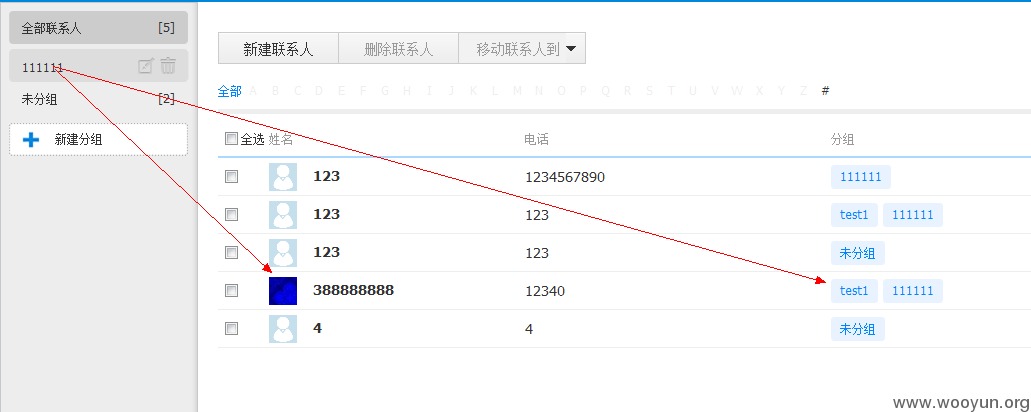 全部联系人 [5]
111111
未分组 [2]
新建分组
新建联系人 删除联系人 移动联系人到
全部 A B C D E F G H I J K L M N O P Q R S T U V W X Y Z #
全选 姓名 电话 分组
123 1234567890 111111
123 123 test1 111111
123 123 未分组
388888888 12340 test1 111111
4 4 未分组
www.wooyun.org